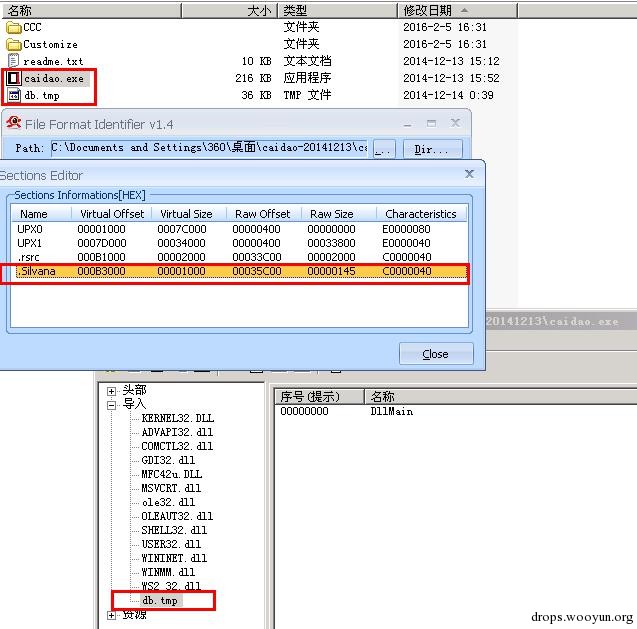 名称 大小 类型 修改日期
CCC 文件夹 2016-2-5 16:31
Customize 文件夹 2016-2-5 16:31
readme.txt 10 KB 文本文档 2014-12-13 15:12
caidao.exe 216 KB 应用程序 2014-12-13 15:52
db.tmp 36 KB TMP 文件 2014-12-14 0:39
File Format Identifier v1.4
Path: C:\Documents and Settings\360\桌面\caidao-20141213\ca ... Dir...
Sections Editor
Sections Informations[HEX]
Name Virtual Offset Virtual Size Raw Offset Raw Size Characteristics
UPX0 00001000 0007C000 00000400 00000000 E0000080
UPX1 0007D000 00034000 00000400 00033800 E0000040
.rsrc 000B1000 00002000 00033C00 00002000 C0000040
.Silvana 000B3000 00001000 00035C00 00000145 C0000040
20141213\caidao.exe
Close
头部
导入
KERNEL32.DLL
ADVAPI32.dll
COMCTL32.dll
GDI32.dll
MFC42u.DLL
MSVCRT.dll
ole32.dll
OLEAUT32.dll
SHELL32.dll
USER32.dll
WININET.dll
WINMM.dll
WS2_32.dll
db.tmp
资源
序号(提示) 名称
00000000 DllMain
drops.wooyun.org